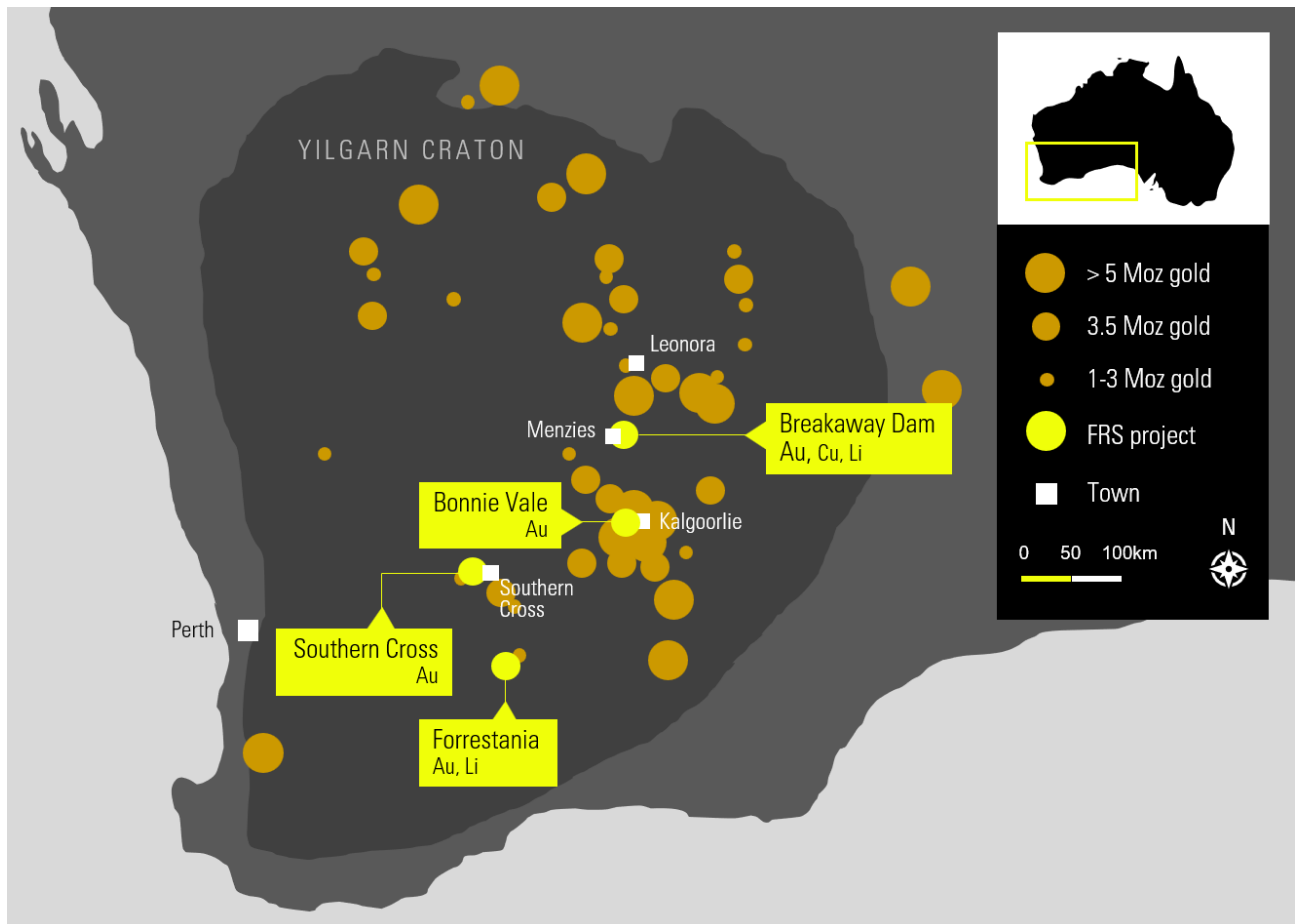 YILGARN CRATON
> 5 Moz gold
3.5 Moz gold
1-3 Moz gold
FRS project
Town
N
0 50 100km
Leonora
Menzies
Breakaway Dam
Au, Cu, Li
Bonnie Vale
Au
Kalgoorlie
Southern
Cross
Perth
Southern Cross
Au
Forrestania
Au, Li